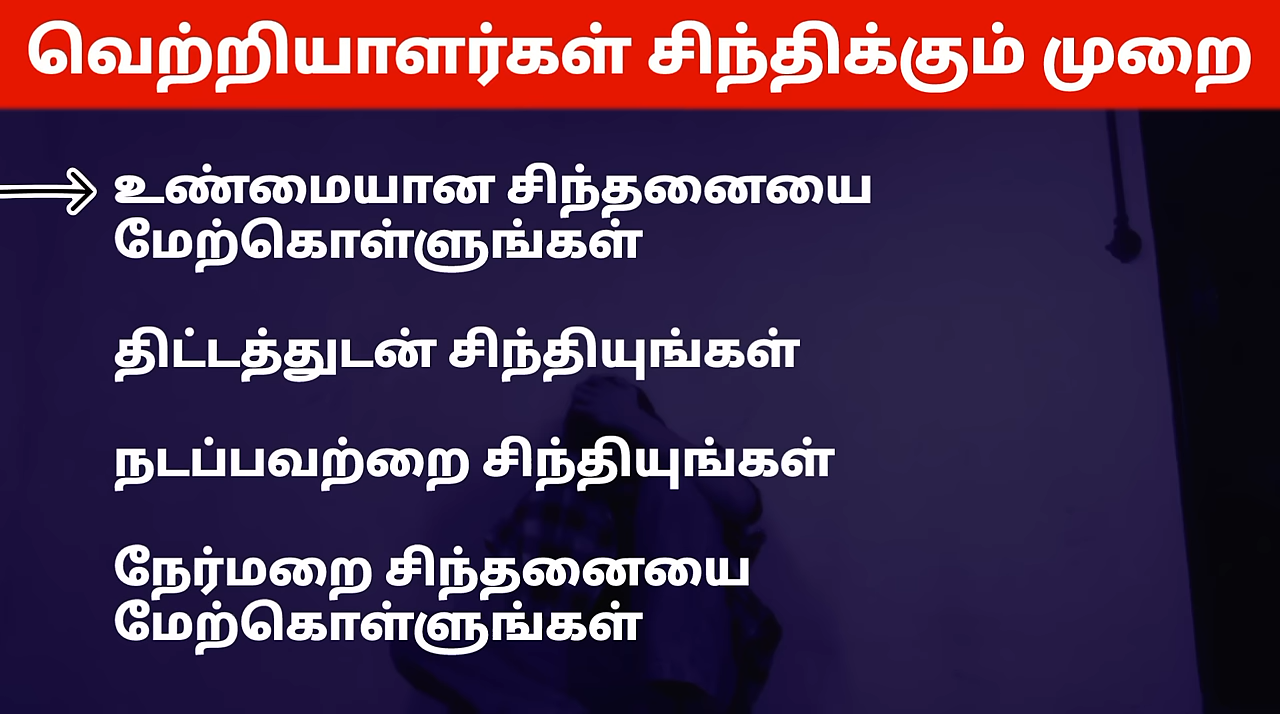 வெற்றியாளர்கள் சிந்திக்கும் முறை
உண்மையான சிந்தனையை
மேற்கொள்ளுங்கள்
திட்டத்துடன் சிந்தியுங்கள்
நடப்பவற்றை சிந்தியுங்கள்
நேர்மறை சிந்தனையை
மேற்கொள்ளுங்கள்